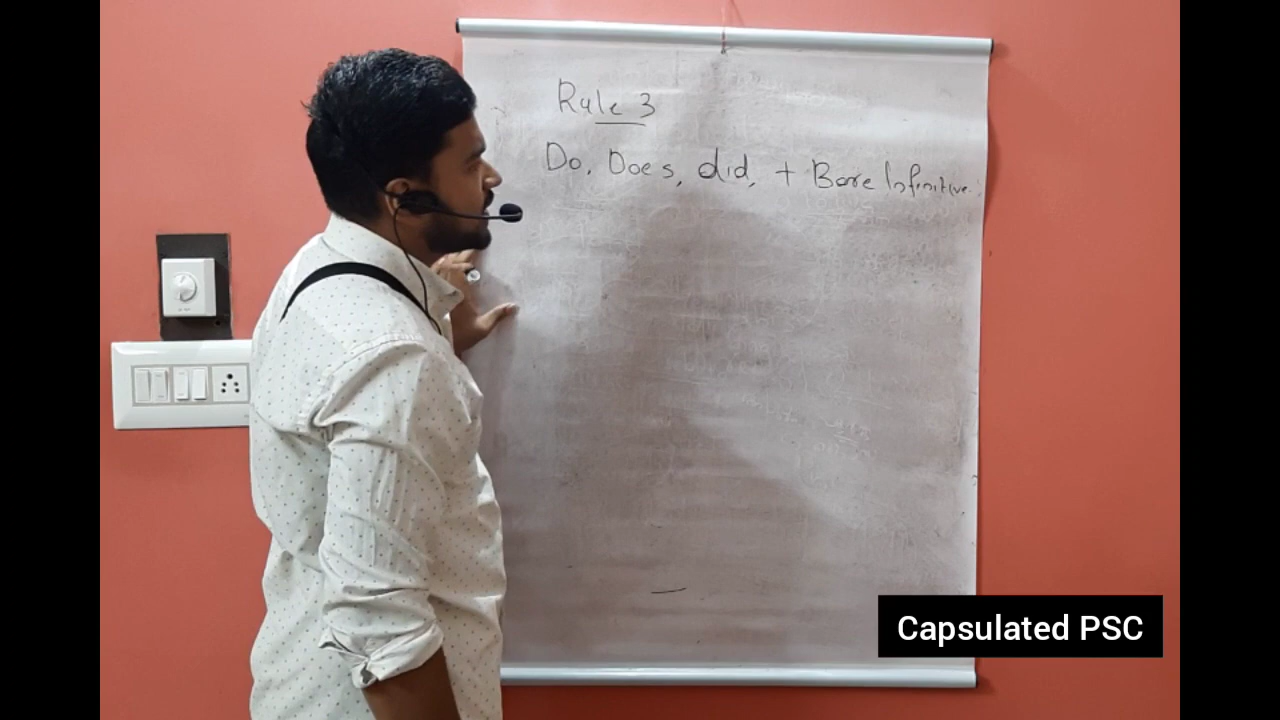 Rule 3
Do, Does, did, + Bare Infinitive.
Capsulated PSC